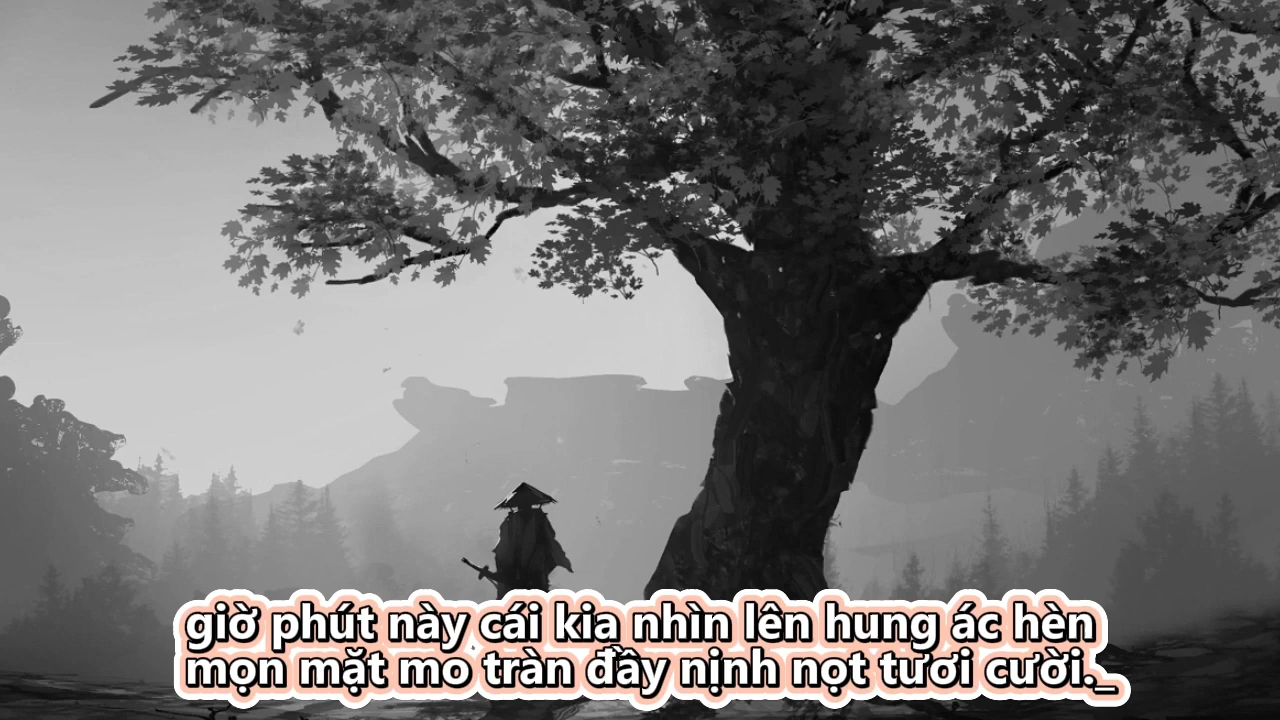 giờ phút này cái kia nhìn lên hung ác hèn
mọn mặt mo tràn đầy nịnh nọt tươi cười._